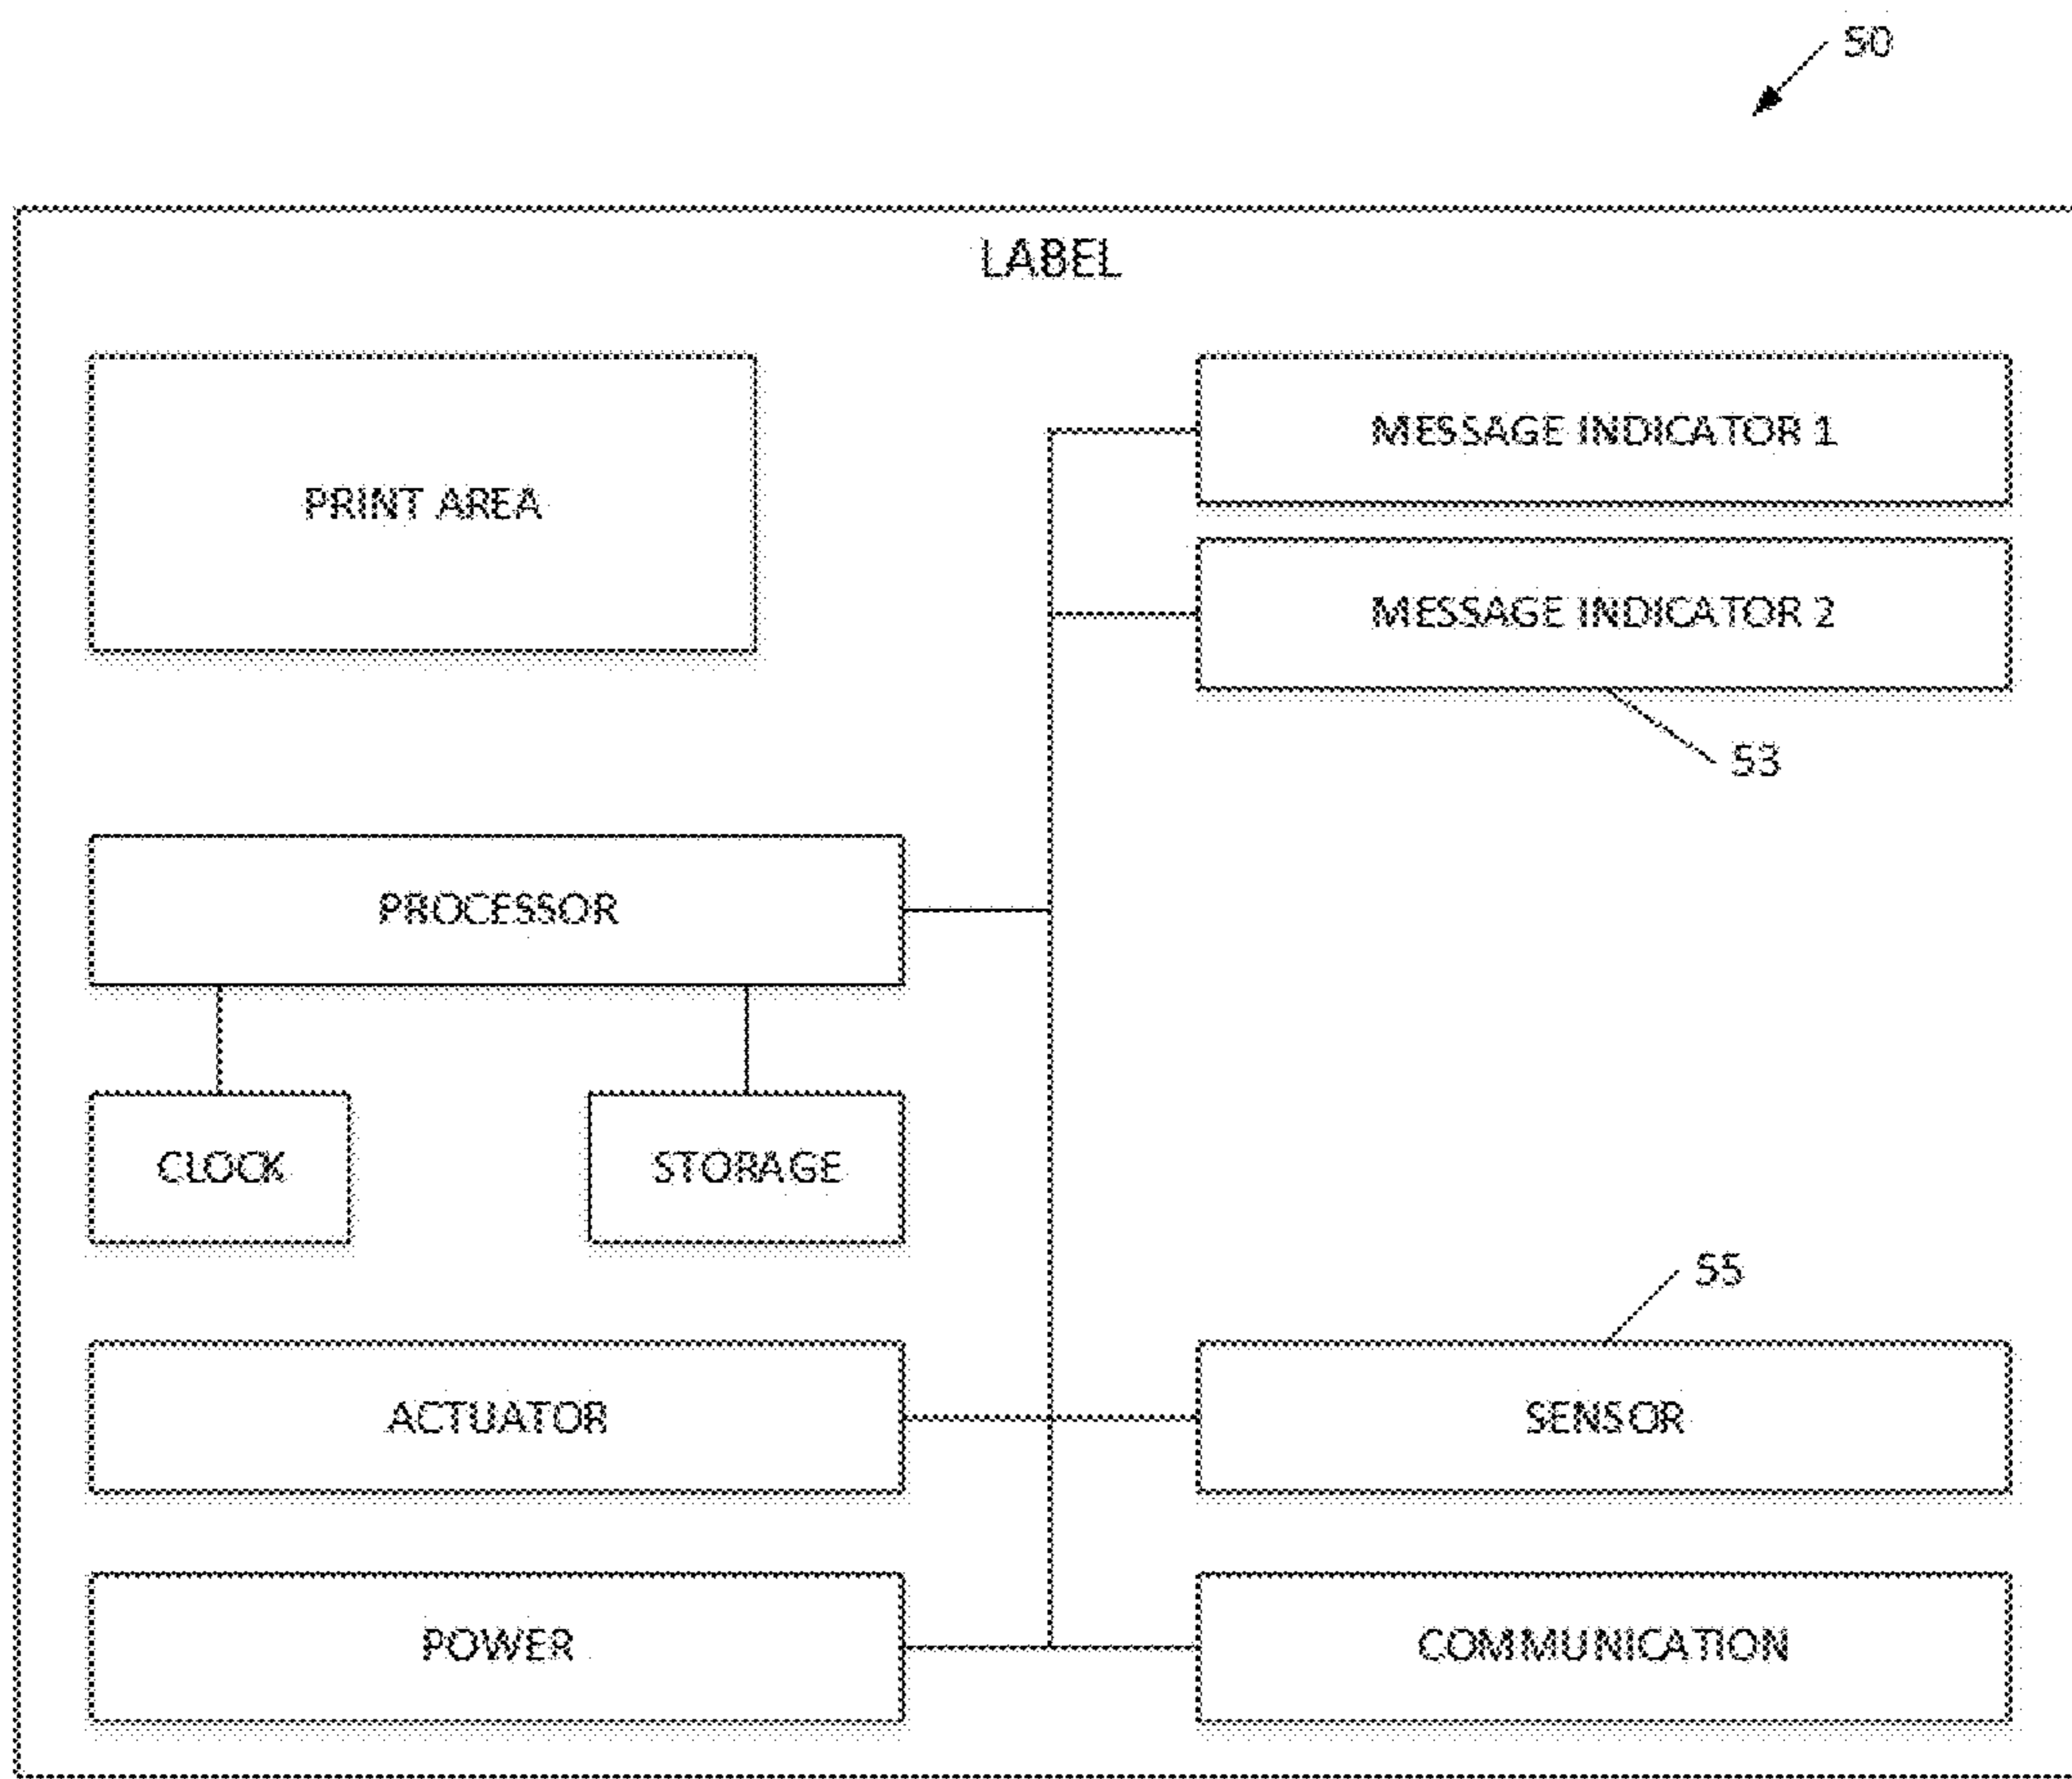 50
LABEL
PRINT AREA
MESSAGE INDICATOR 1
MESSAGE INDICATOR 2
53
PROCESSOR
CLOCK
STORAGE
55
ACTUATOR
SENSOR
POWER
COMMUNICATION